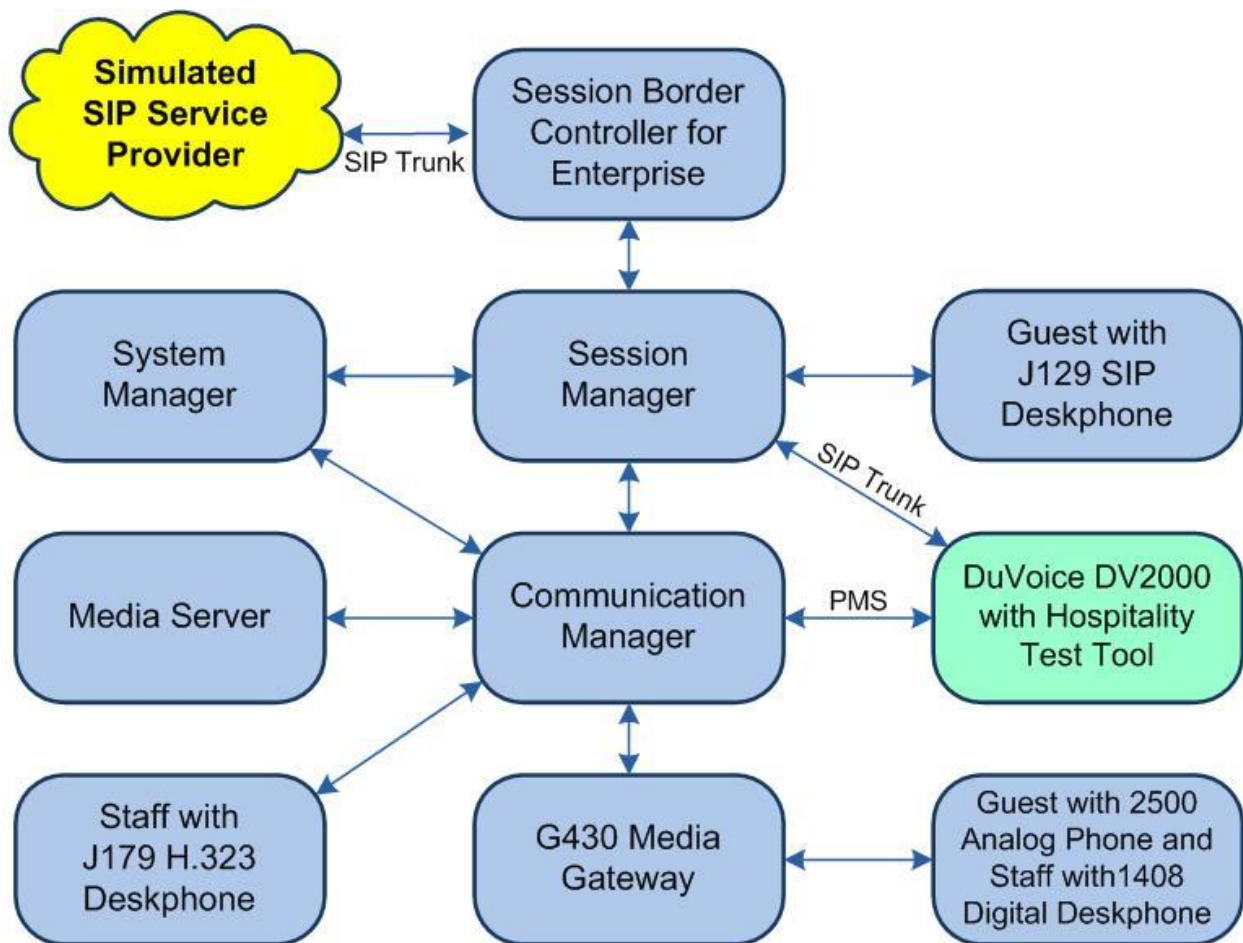 Simulated
SIP Service
Provider
SIP Trunk
Session Border
Controller for
Enterprise
System
Manager
Session
Manager
Guest with
J129 SIP
Deskphone
SIP Trunk
Media Server
Communication
Manager
PMS
DuVoice DV2000
with Hospitality
Test Tool
Staff with
J179 H.323
Deskphone
G430 Media
Gateway
Guest with 2500
Analog Phone and
Staff with1408
Digital Deskphone